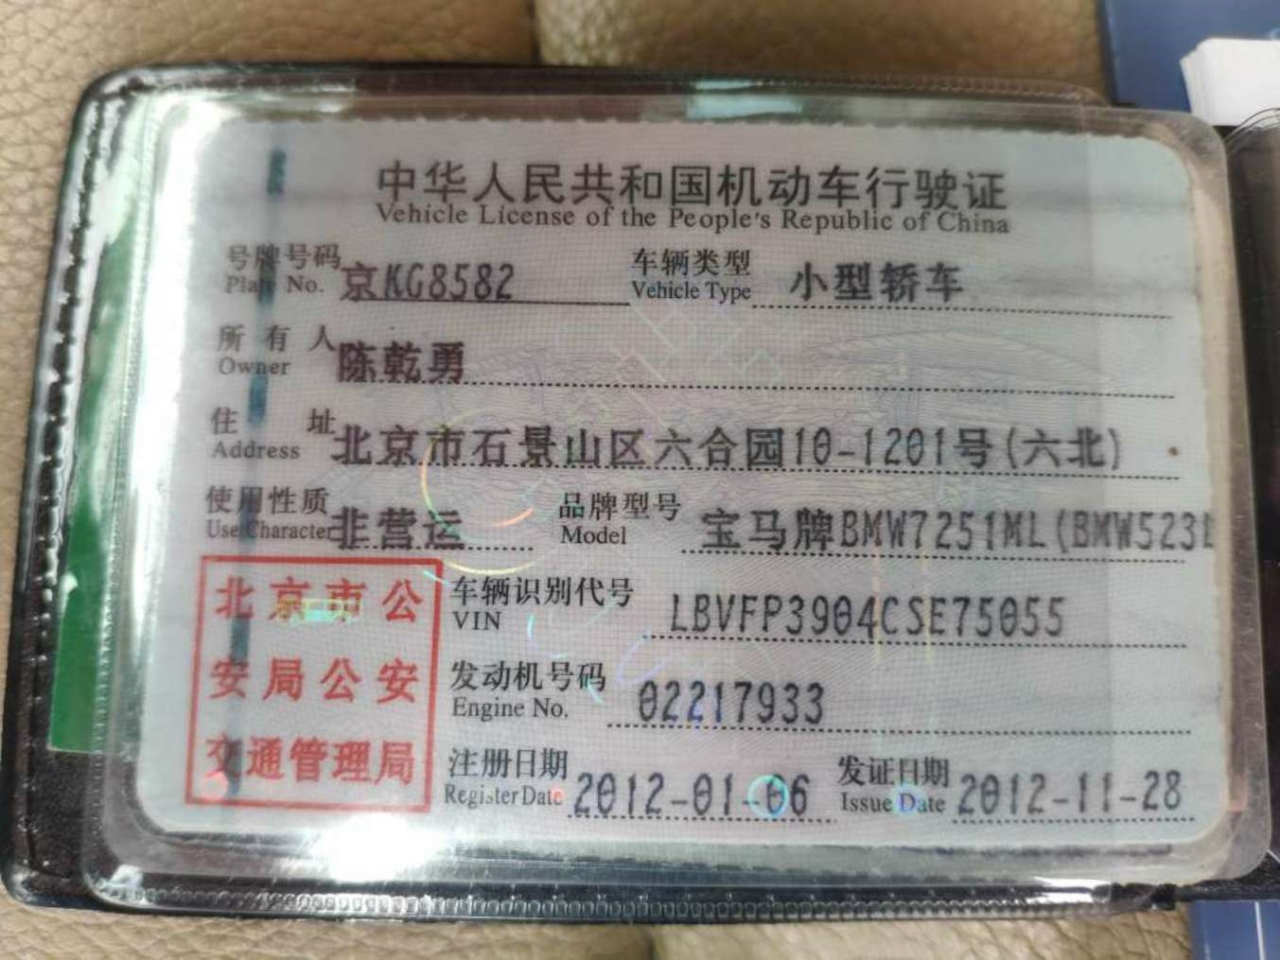 中华人民共和国机动车行驶证
Vehicle License of the People's Republic of China
号牌号码 京KG8582 车辆类型 小型轿车
Plate No. Vehicle Type
所有人 陈乾勇
Owner
住址 北京市石景山区六合园10-1201号(六北)
Address
使用性质 非营运 品牌型号 宝马牌BMW7251ML(BMW523L
Use Character Model
北京市公
安局公安
交通管理局
车辆识别代号 LBVFP3904CSE75055
VIN
发动机号码 02217933
Engine No.
注册日期 2012-01-06 发证日期 2012-11-28
Register Date Issue Date